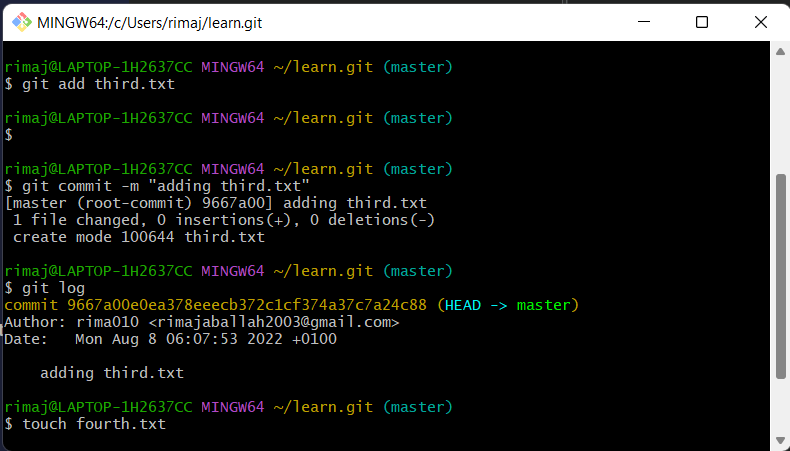 MINGW64:/c/Users/rimaj/learn.git
rimaj@LAPTOP-1H2637CC MINGW64 ~/learn.git (master)
$ git add third.txt
rimaj@LAPTOP-1H2637CC MINGW64 ~/learn.git (master)
$
rimaj@LAPTOP-1H2637CC MINGW64 ~/learn.git (master)
$ git commit -m "adding third.txt"
[master (root-commit) 9667a00] adding third.txt
 1 file changed, 0 insertions(+), 0 deletions(-)
 create mode 100644 third.txt
rimaj@LAPTOP-1H2637CC MINGW64 ~/learn.git (master)
$ git log
commit 9667a00e0ea378eeecb372c1cf374a37c7a24c88 (HEAD -> master)
Author: rima010 <rimajaballah2003@gmail.com>
Date:   Mon Aug 8 06:07:53 2022 +0100
    adding third.txt
rimaj@LAPTOP-1H2637CC MINGW64 ~/learn.git (master)
$ touch fourth.txt